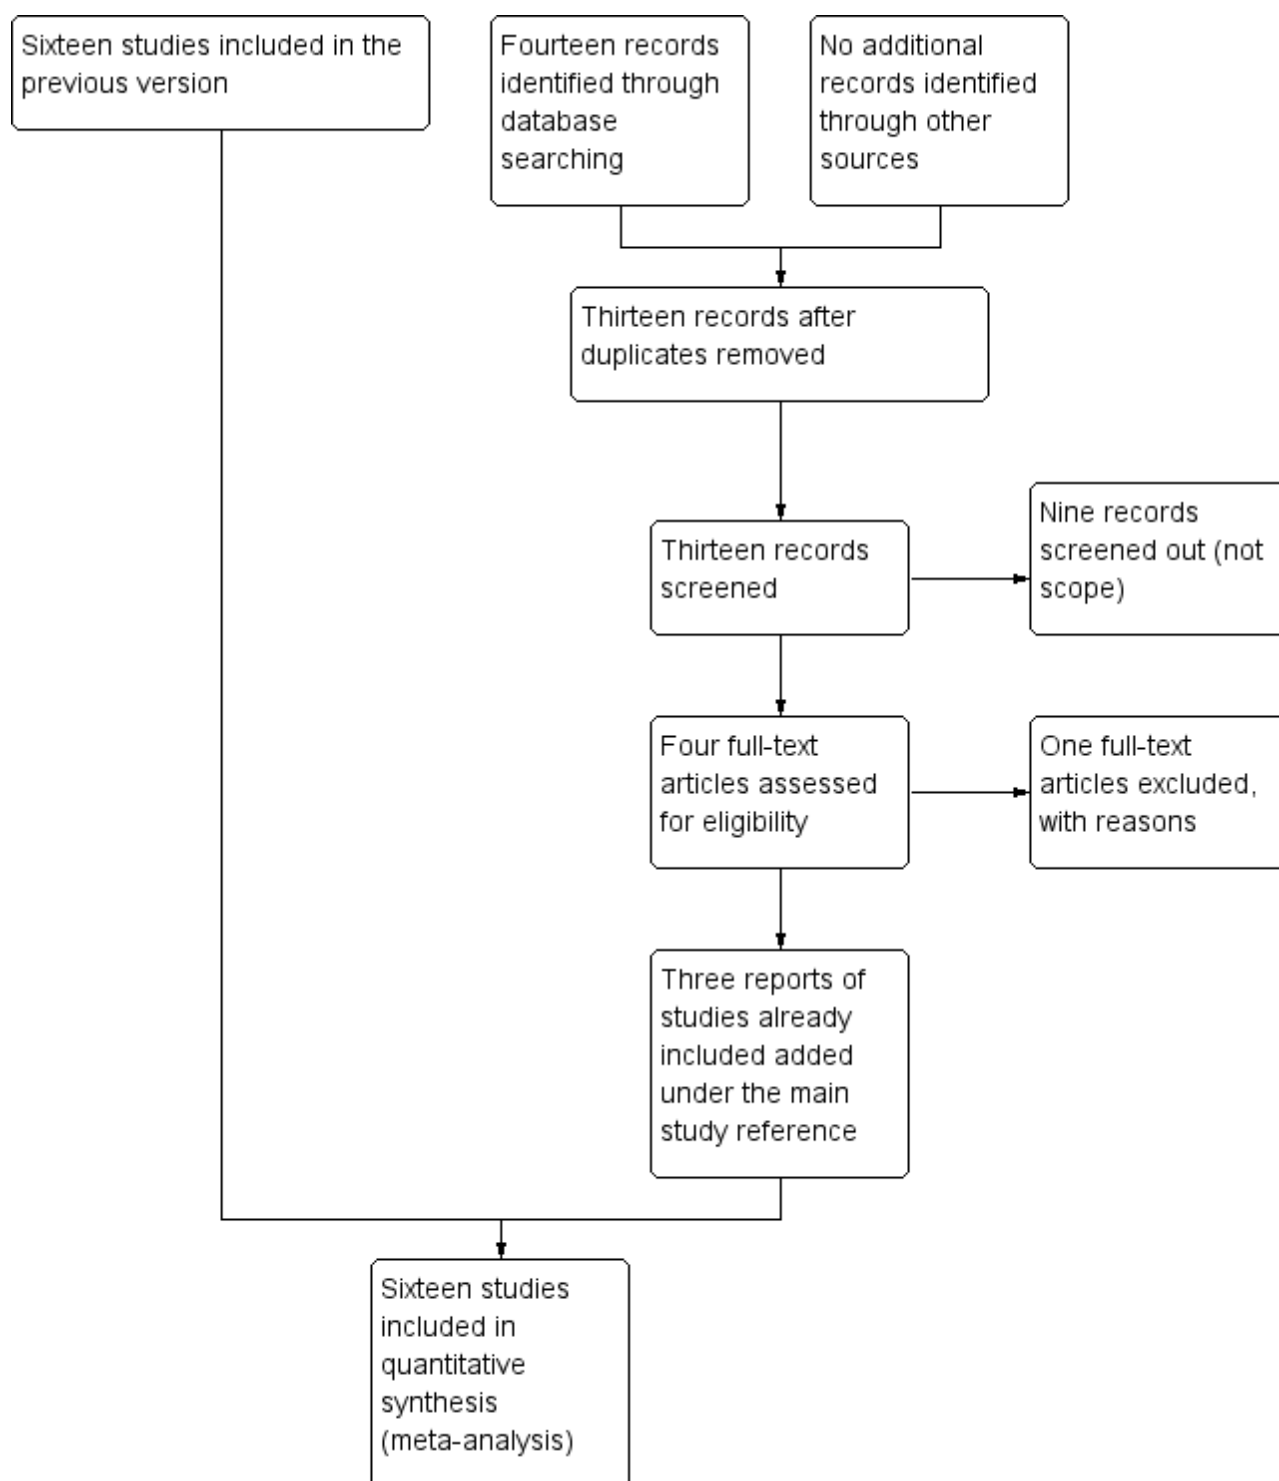 Sixteen studies included in the
previous version
Fourteen records
identified through
database
searching
No additional
records identified
through other
sources
Thirteen records after
duplicates removed
Thirteen records
screened
Nine records
screened out (not
scope)
Four full-text
articles assessed
for eligibility
One full-text
articles excluded,
with reasons
Three reports of
studies already
included added
under the main
study reference
Sixteen studies
included in
quantitative
synthesis
(meta-analysis)